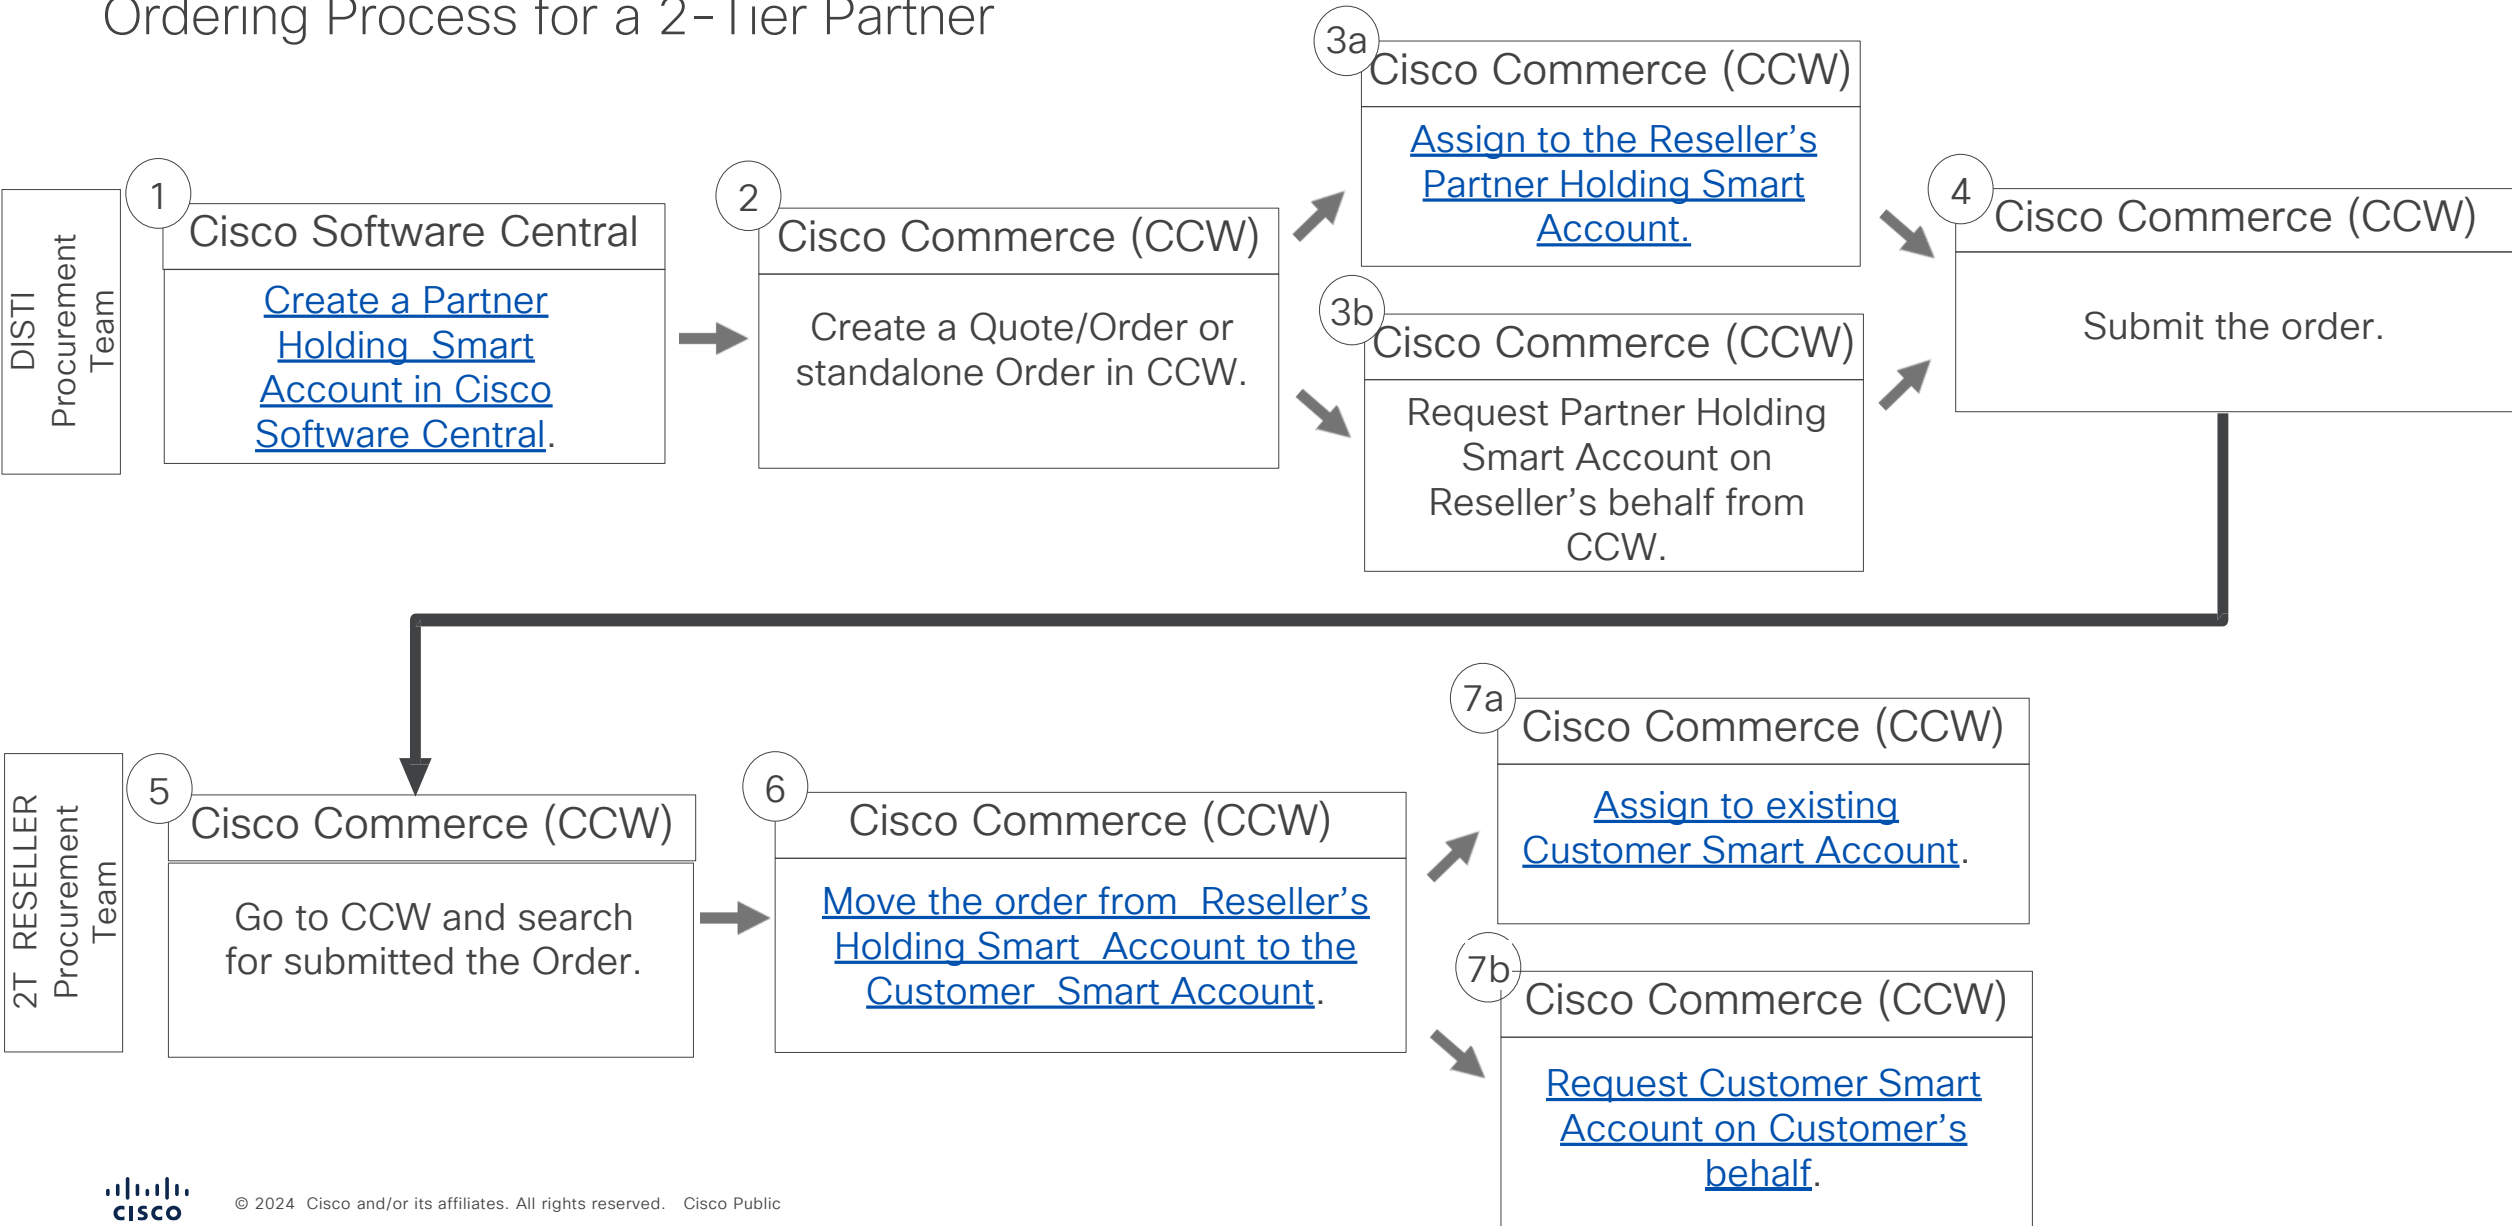 Ordering Process for a 2-Tier Partner
DISTI
Procurement
Team
1
Cisco Software Central
Create a Partner
Holding Smart
Account in Cisco
Software Central.
2
Cisco Commerce (CCW)
Create a Quote/Order or
standalone Order in CCW.
3a
Cisco Commerce (CCW)
Assign to the Reseller's
Partner Holding Smart
Account.
3b
Cisco Commerce (CCW)
Request Partner Holding
Smart Account on
Reseller's behalf from
CCW.
4
Cisco Commerce (CCW)
Submit the order.
2T RESELLER
Procurement
Team
5
Cisco Commerce (CCW)
Go to CCW and search
for submitted the Order.
6
Cisco Commerce (CCW)
Move the order from Reseller's
Holding Smart Account to the
Customer Smart Account.
7a
Cisco Commerce (CCW)
Assign to existing
Customer Smart Account.
7b
Cisco Commerce (CCW)
Request Customer Smart
Account on Customer's
behalf.
CISCO
© 2024 Cisco and/or its affiliates. All rights reserved. Cisco Public